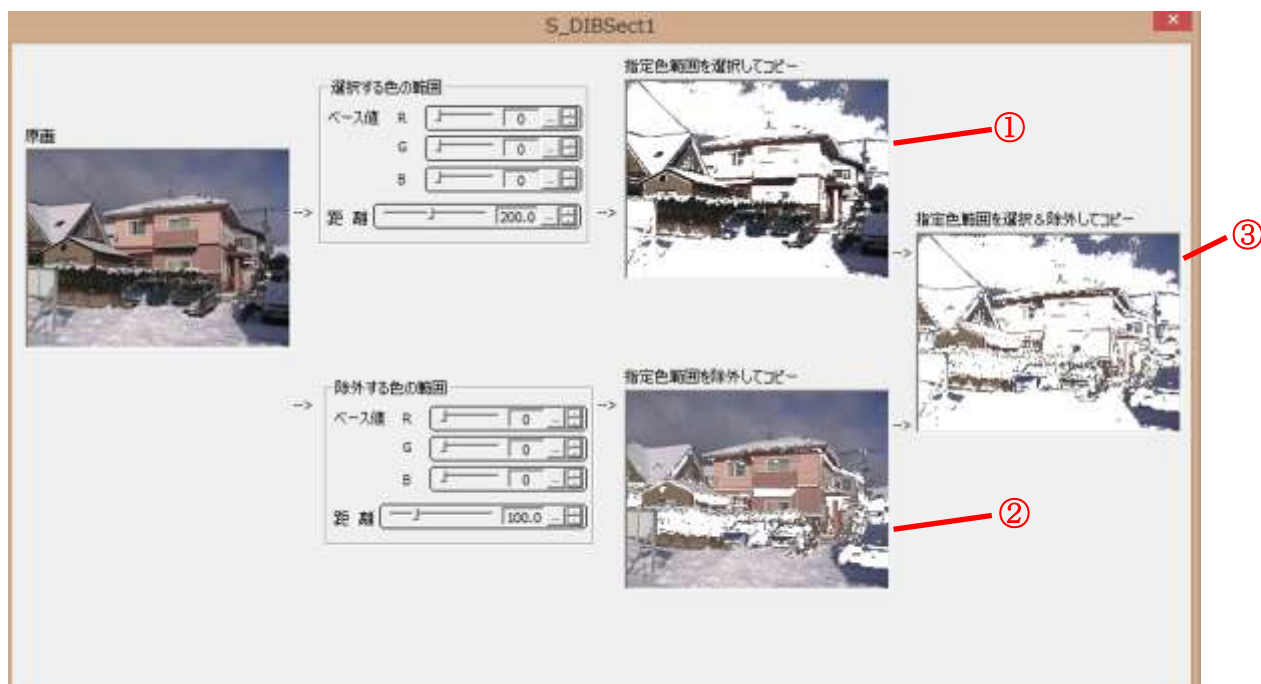 S_DIBSect1
原画
-->
選択する色の範囲
ベース値 R 0 ...
G 0 ...
B 0 ...
距 離 200.0 ...
-->
指定色範囲を選択してコピー
①
-->
指定色範囲を選択＆除外してコピー
③
-->
除外する色の範囲
ベース値 R 0 ...
G 0 ...
B 0 ...
距 離 100.0 ...
-->
指定色範囲を除外してコピー
②
-->